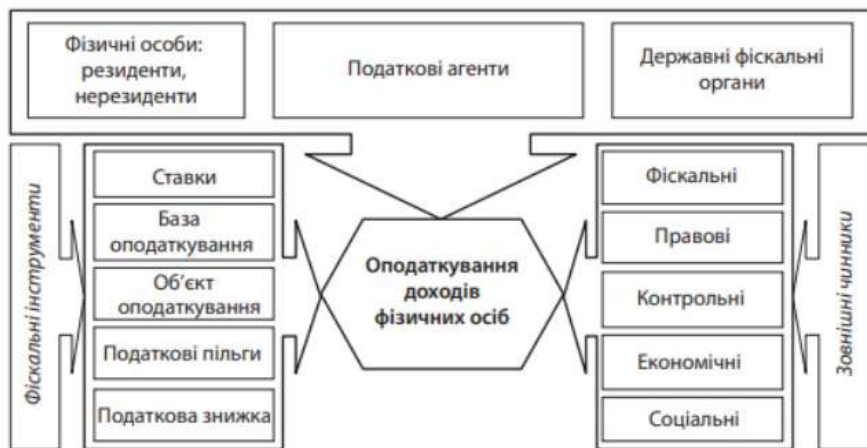 Фізичні особи:
резиденти,
нерезиденти
Податкові агенти
Державні фіскальні
органи
Фіскальні інструменти
Ставки
База
оподаткування
Об’єкт
оподаткування
Податкові пільги
Податкова знижка
Оподаткування
доходів
фізичних осіб
Фіскальні
Правові
Контрольні
Економічні
Соціальні
Зовнішні чинники